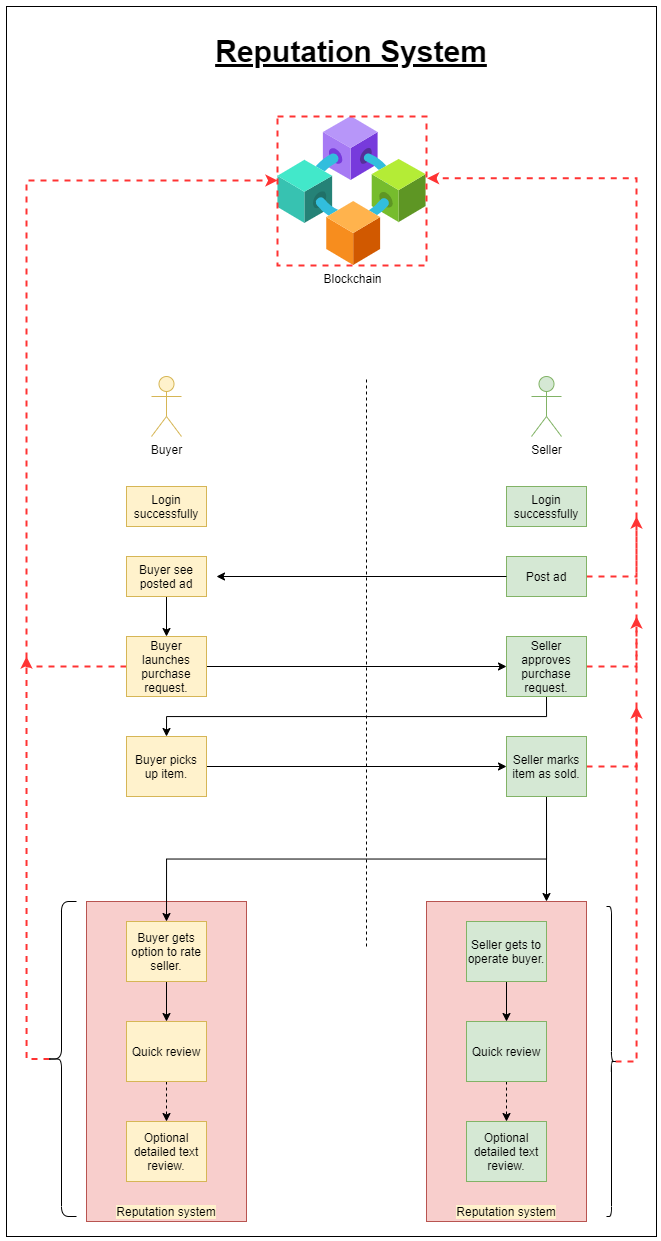 Reputation System
Blockchain
Buyer
Seller
Login
successfully
Login
successfully
Buyer see
posted ad
Post ad
Buyer
launches
purchase
request.
Seller
approves
purchase
request.
Buyer picks
up item.
Seller marks
item as sold.
Buyer gets
option to rate
seller.
Seller gets to
operate buyer.
Quick review
Quick review
Optional
detailed text
review.
Optional
detailed text
review.
Reputation system
Reputation system